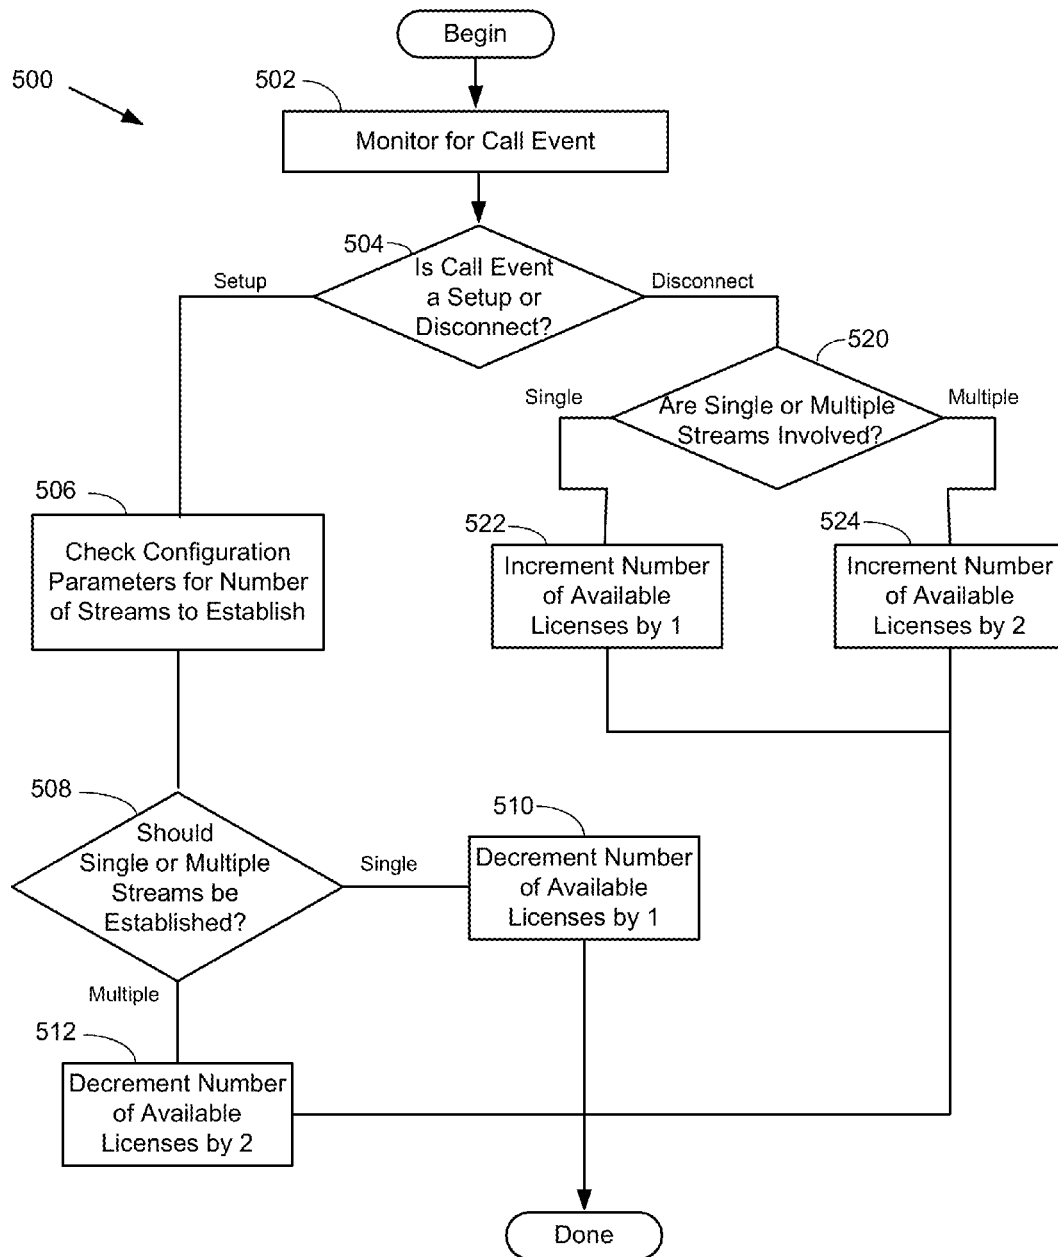 Begin
500
502
Monitor for Call Event
504
Is Call Event
a Setup or
Disconnect?
Setup
Disconnect
520
Single
Are Single or Multiple
Streams Involved?
Multiple
506
Check Configuration
Parameters for Number
of Streams to Establish
522
Increment Number
of Available
Licenses by 1
524
Increment Number
of Available
Licenses by 2
508
Should
Single or Multiple
Streams be
Established?
Single
510
Decrement Number
of Available
Licenses by 1
Multiple
512
Decrement Number
of Available
Licenses by 2
Done